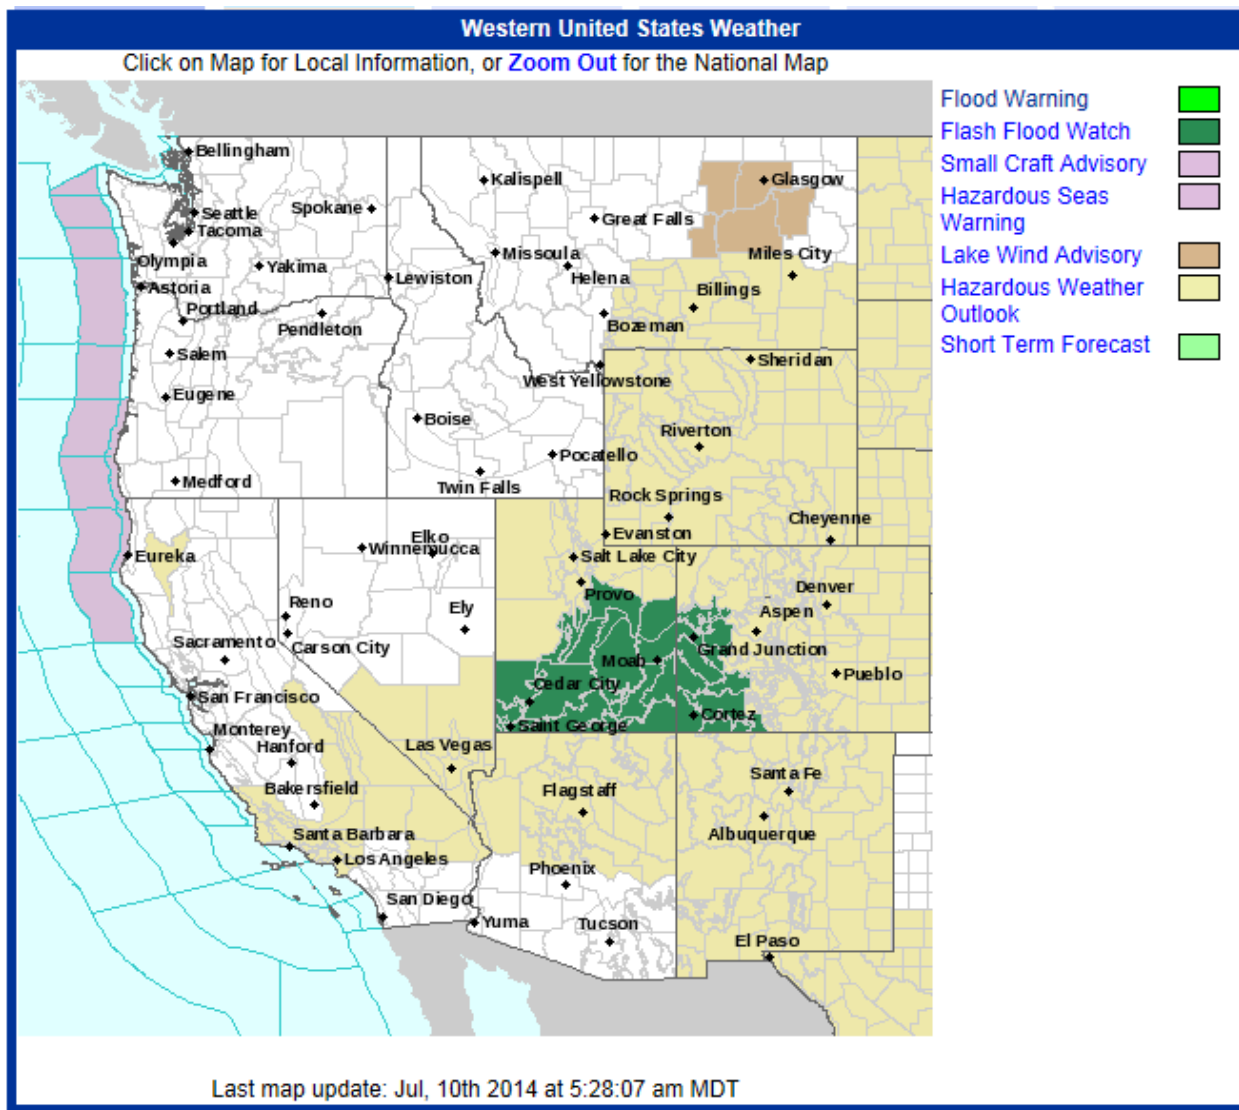 Western United States Weather
Click on Map for Local Information, or Zoom Out for the National Map
Flood Warning
Flash Flood Watch
Small Craft Advisory
Hazardous Seas
Warning
Lake Wind Advisory
Hazardous Weather
Outlook
Short Term Forecast
Bellingham
Kalispell
Glasgow
Seattle
Spokane
Great Falls
Tacoma
Olympia
Yakima
Missoula
Miles City
Lewiston
Helena
Astoria
Billings
Portland
Pendleton
Bozeman
Salem
Sheridan
West Yellowstone
Eugene
Boise
Riverton
Pocatello
Medford
Twin Falls
Rock Springs
Cheyenne
Evanston
Elko
Winnemucca
Eureka
Salt Lake City
Provo
Denver
Reno
Ely
Aspen
Sacramento
Carson City
Grand Junction
Moab
Pueblo
Cedar City
San Francisco
Cortez
Saint George
Monterey
Hanford
Las Vegas
Santa Fe
Bakersfield
Flagstaff
Albuquerque
Santa Barbara
Los Angeles
Phoenix
San Diego
Yuma
Tucson
El Paso
Last map update: Jul, 10th 2014 at 5:28:07 am MDT